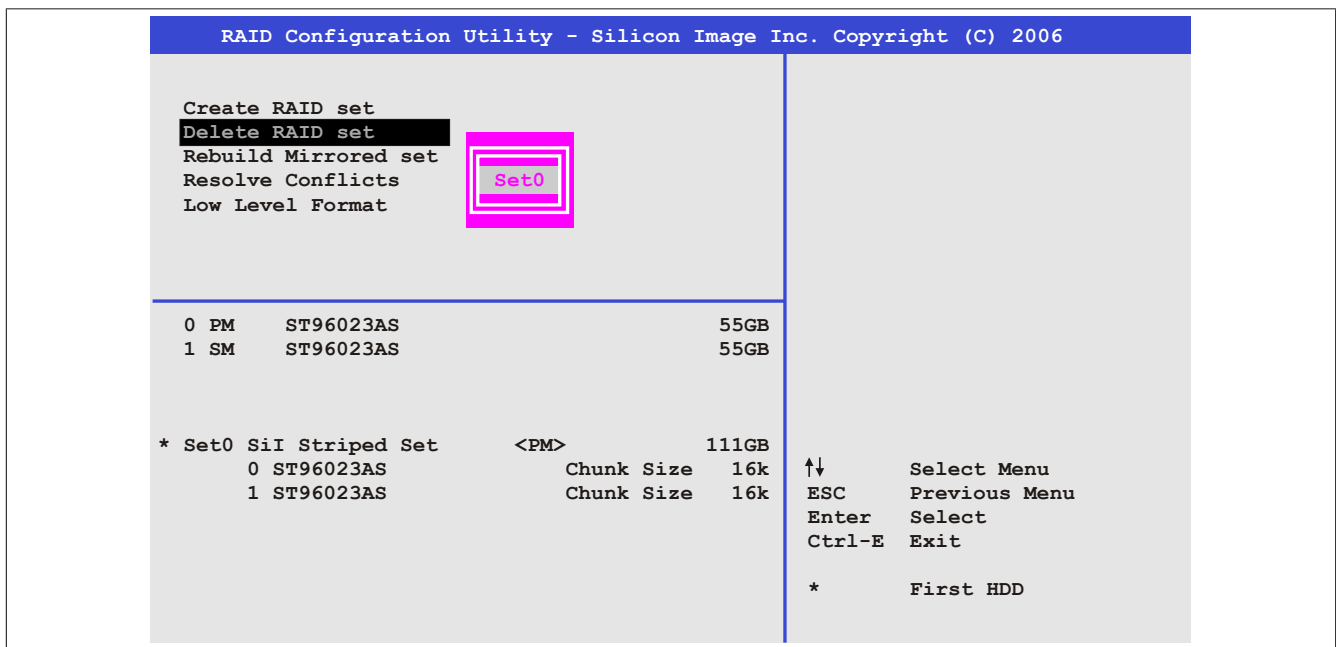 RAID Configuration Utility - Silicon Image Inc. Copyright (C) 2006
Create RAID set
Delete RAID set
Rebuild Mirrored set
Resolve Conflicts
Low Level Format
Set0
0 PM ST96023AS 55GB
1 SM ST96023AS 55GB
* Set0 SiI Striped Set <PM> 111GB
0 ST96023AS Chunk Size 16k
1 ST96023AS Chunk Size 16k
↑↓ Select Menu
ESC Previous Menu
Enter Select
Ctrl-E Exit
* First HDD